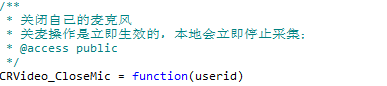 /**
* 关闭自己的麦克风
* 关麦操作是立即生效的，本地会立即停止采集；
* @access public
*/
CRVideo_CloseMic = function(userid)